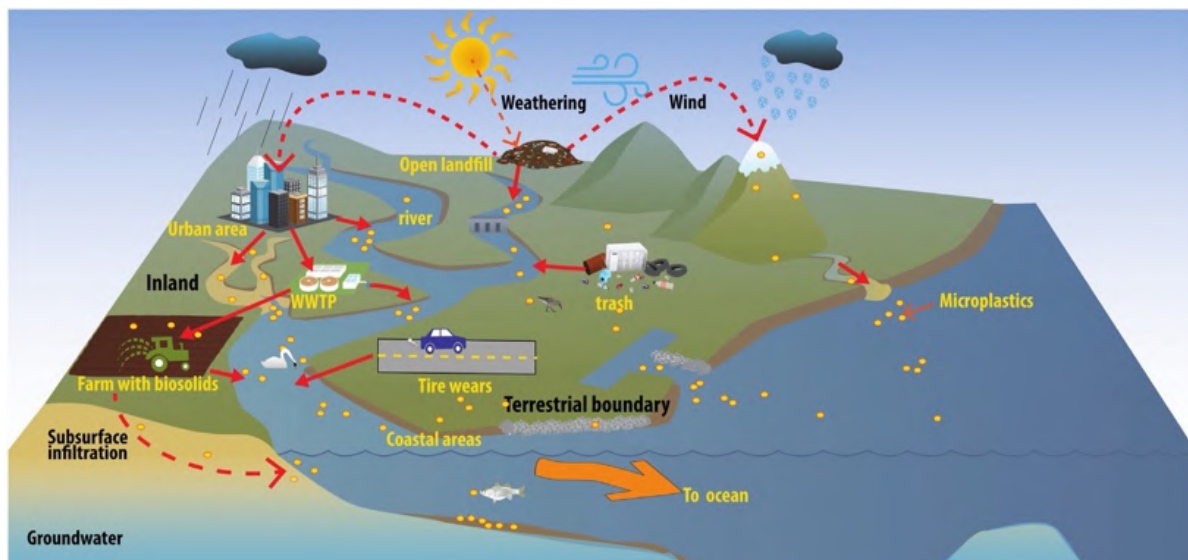 Weathering
Wind
Open landfill
river
Urban area
Inland
WWTP
trash
Microplastics
Farm with biosolids
Tire wears
Terrestrial boundary
Coastal areas
Subsurface
infiltration
To ocean
Groundwater